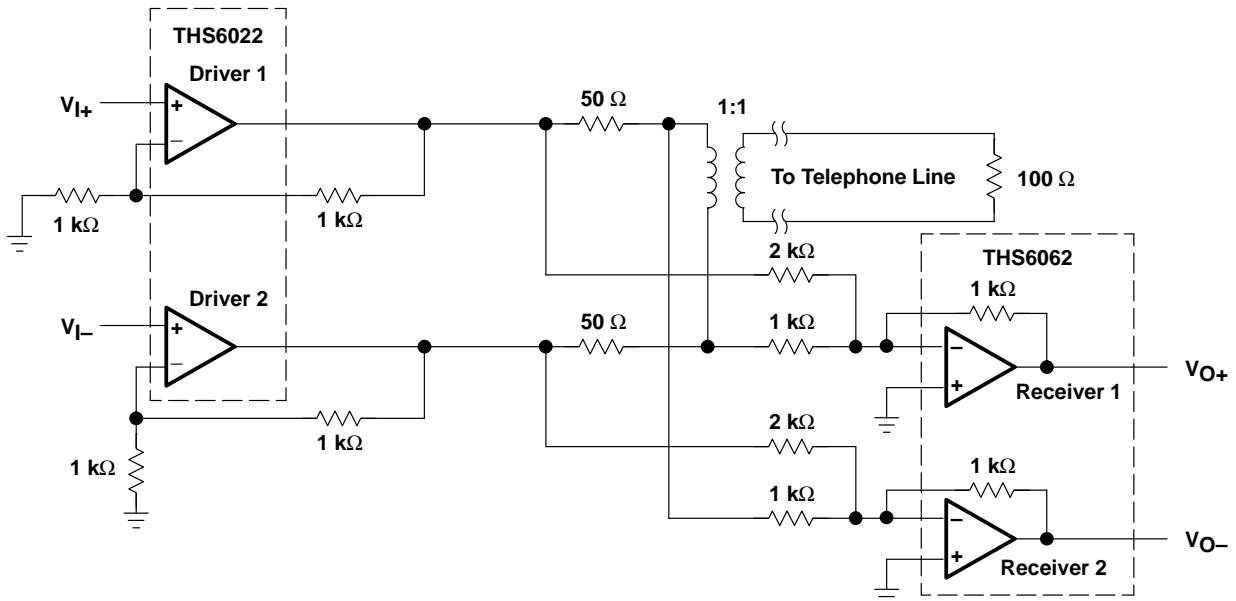 THS6022
Driver 1
VI+
+
−
1 kΩ
1 kΩ
50 Ω
1:1
To Telephone Line
100 Ω
2 kΩ
THS6062
1 kΩ
Driver 2
VI−
+
−
50 Ω
1 kΩ
−
+
VO+
Receiver 1
1 kΩ
1 kΩ
2 kΩ
1 kΩ
1 kΩ
−
+
VO−
Receiver 2